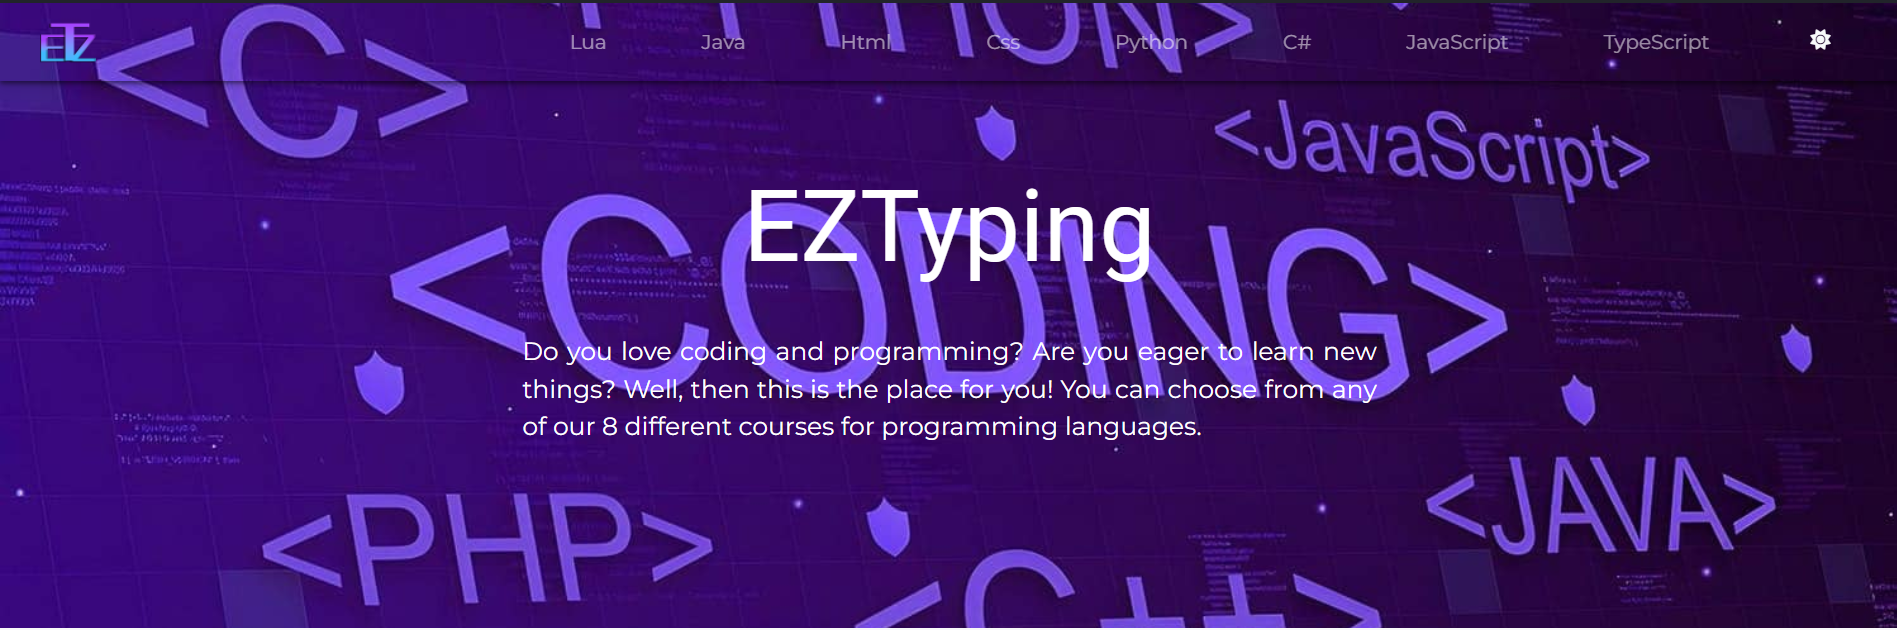 ETZ
Lua Java Html Css Python C# JavaScript TypeScript
<C>
<JavaScript>
EZTyping
<CODING>
Do you love coding and programming? Are you eager to learn new
things? Well, then this is the place for you! You can choose from any
of our 8 different courses for programming languages.
<PHP>
<JAVA>
<C++>